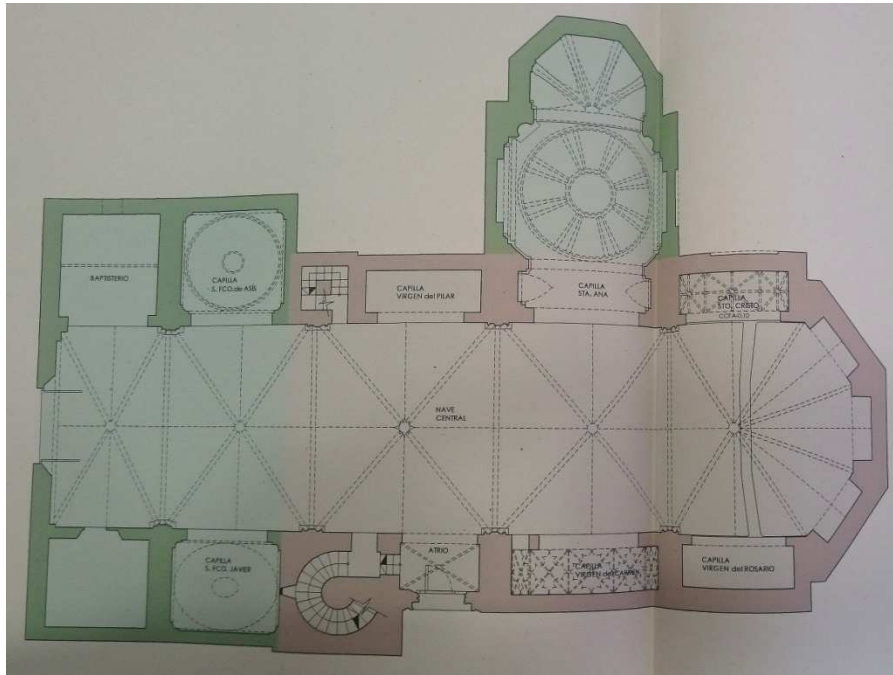 BAPTISTERIO
CAPILLA
S. FCO. de ASÍS
CAPILLA
VIRGEN del PILAR
CAPILLA
STA. ANA
CAPILLA
STO. CRISTO
NAVE
CENTRAL
CAPILLA
S. FCO. JAVIER
ATRIO
CAPILLA
VIRGEN del CARMEN
CAPILLA
VIRGEN del ROSARIO